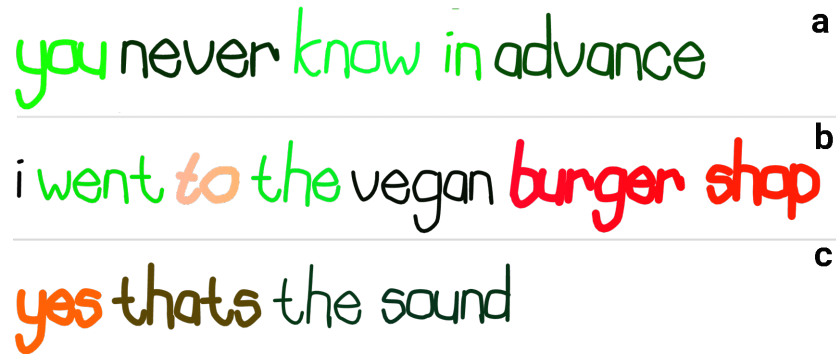 you never know in advance a
i went to the vegan burger shop b
yes thats the sound c